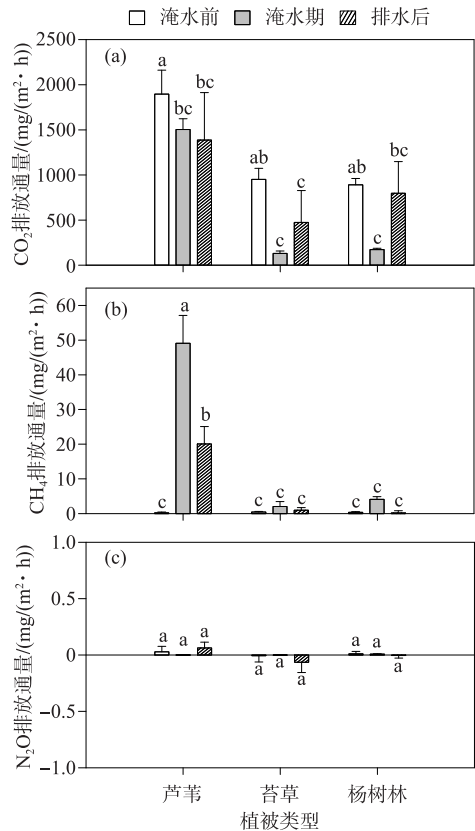 淹水前 淹水期 排水后
CO₂排放通量/(mg/(m²·h))
2500
2000
1500
1000
500
0
(a)
a bc bc
ab c c
ab c bc
CH₄排放通量/(mg/(m²·h))
60
50
40
30
20
10
0
(b)
c a b
c c c
c c c
N₂O排放通量/(mg/(m²·h))
1.0
0.5
0
−0.5
−1.0
(c)
a a a
a a a
a a a
芦苇 苔草 杨树林
植被类型